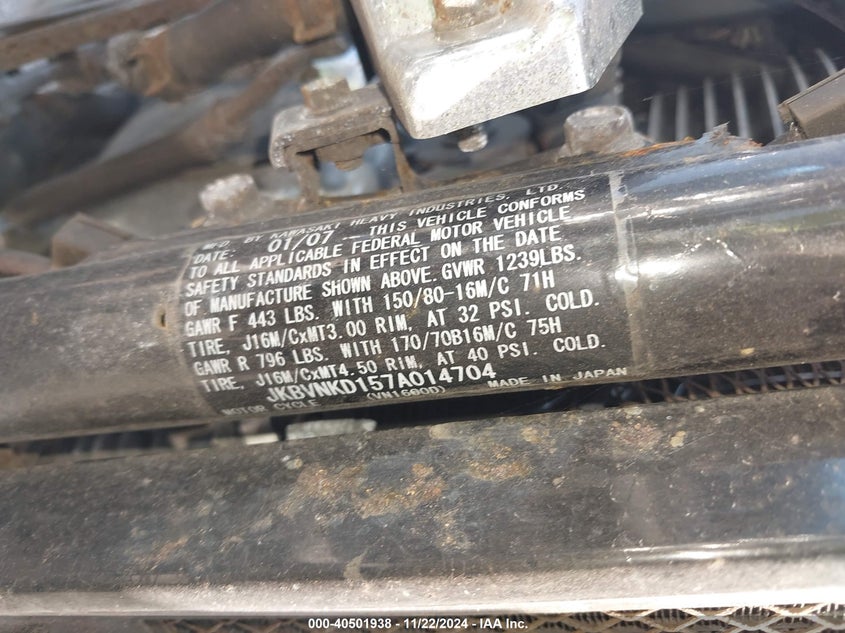 MFD. BY KAWASAKI HEAVY INDUSTRIES, LTD.
DATE: 01/07 THIS VEHICLE CONFORMS
TO ALL APPLICABLE FEDERAL MOTOR VEHICLE
SAFETY STANDARDS IN EFFECT ON THE DATE
OF MANUFACTURE SHOWN ABOVE. GVWR 1239LBS.
GAWR F 443 LBS. WITH 150/80-16M/C 71H
TIRE, J16M/CxMT3.00 RIM, AT 32 PSI. COLD.
GAWR R 796 LBS. WITH 170/70B16M/C 75H
TIRE, J16M/CxMT4.50 RIM, AT 40 PSI. COLD.
JKBVNKD157A014704
MOTOR CYCLE (VN1600D) MADE IN JAPAN
000-40501938 - 11/22/2024 - IAA Inc.